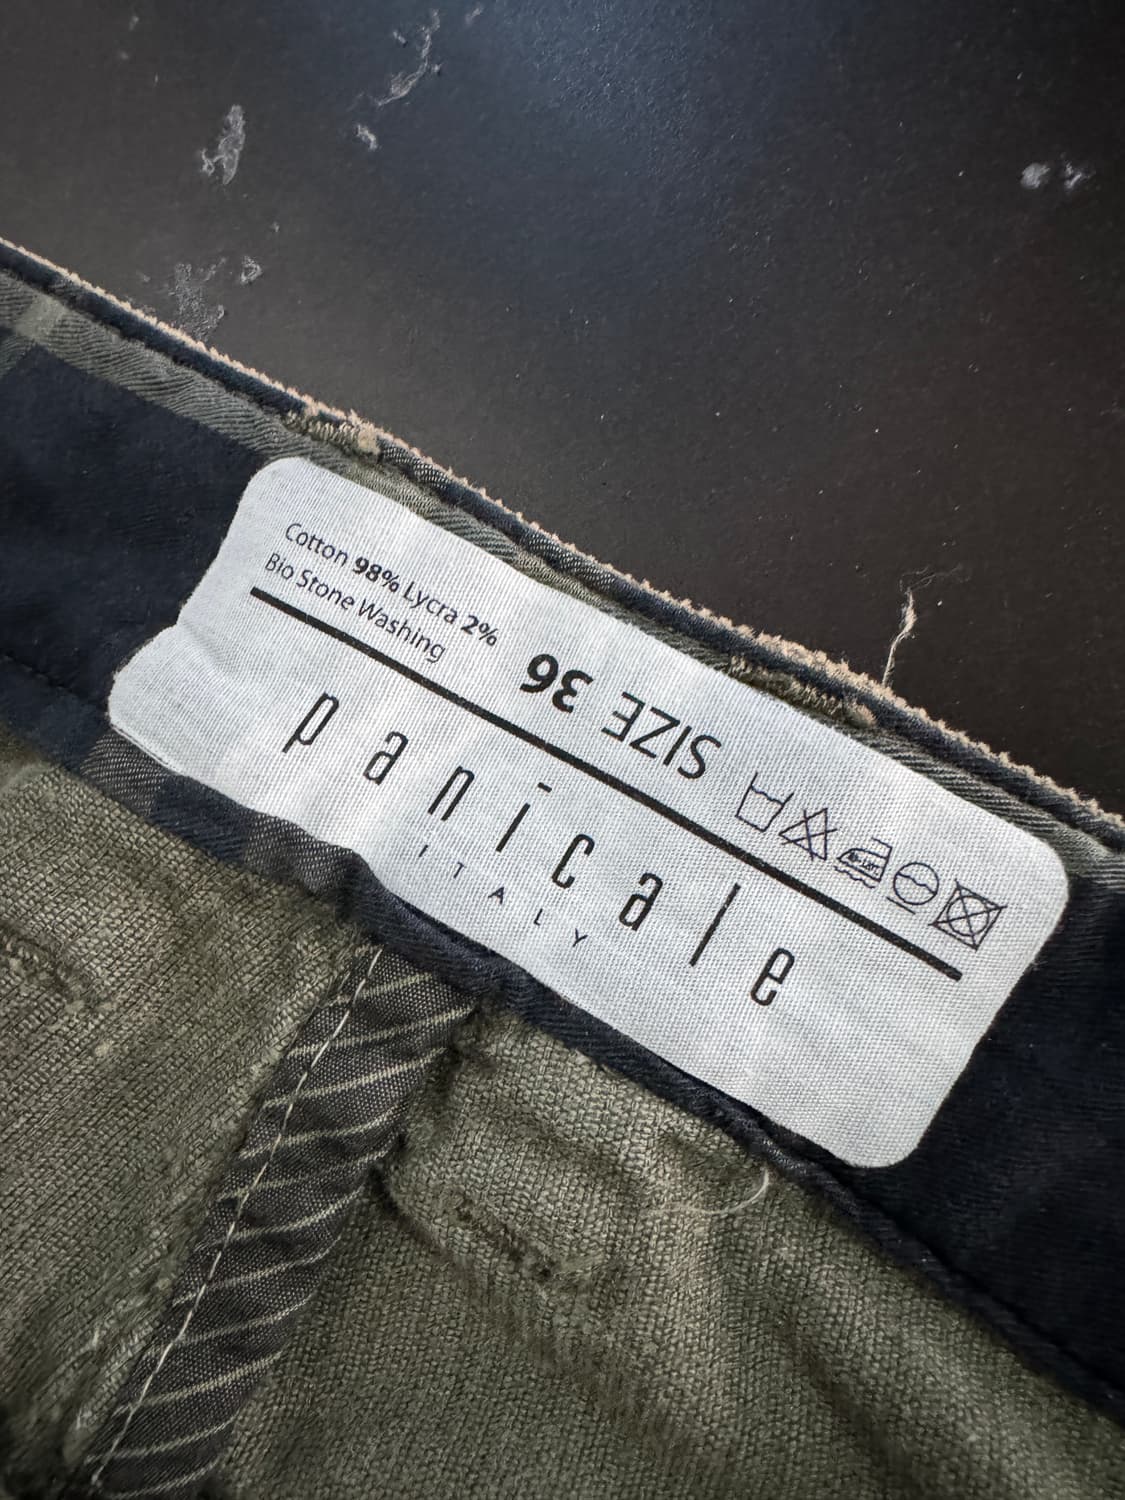 Cotton 98% Lycra 2%
Bio Stone Washing
SIZE 36
panicale
ITALY